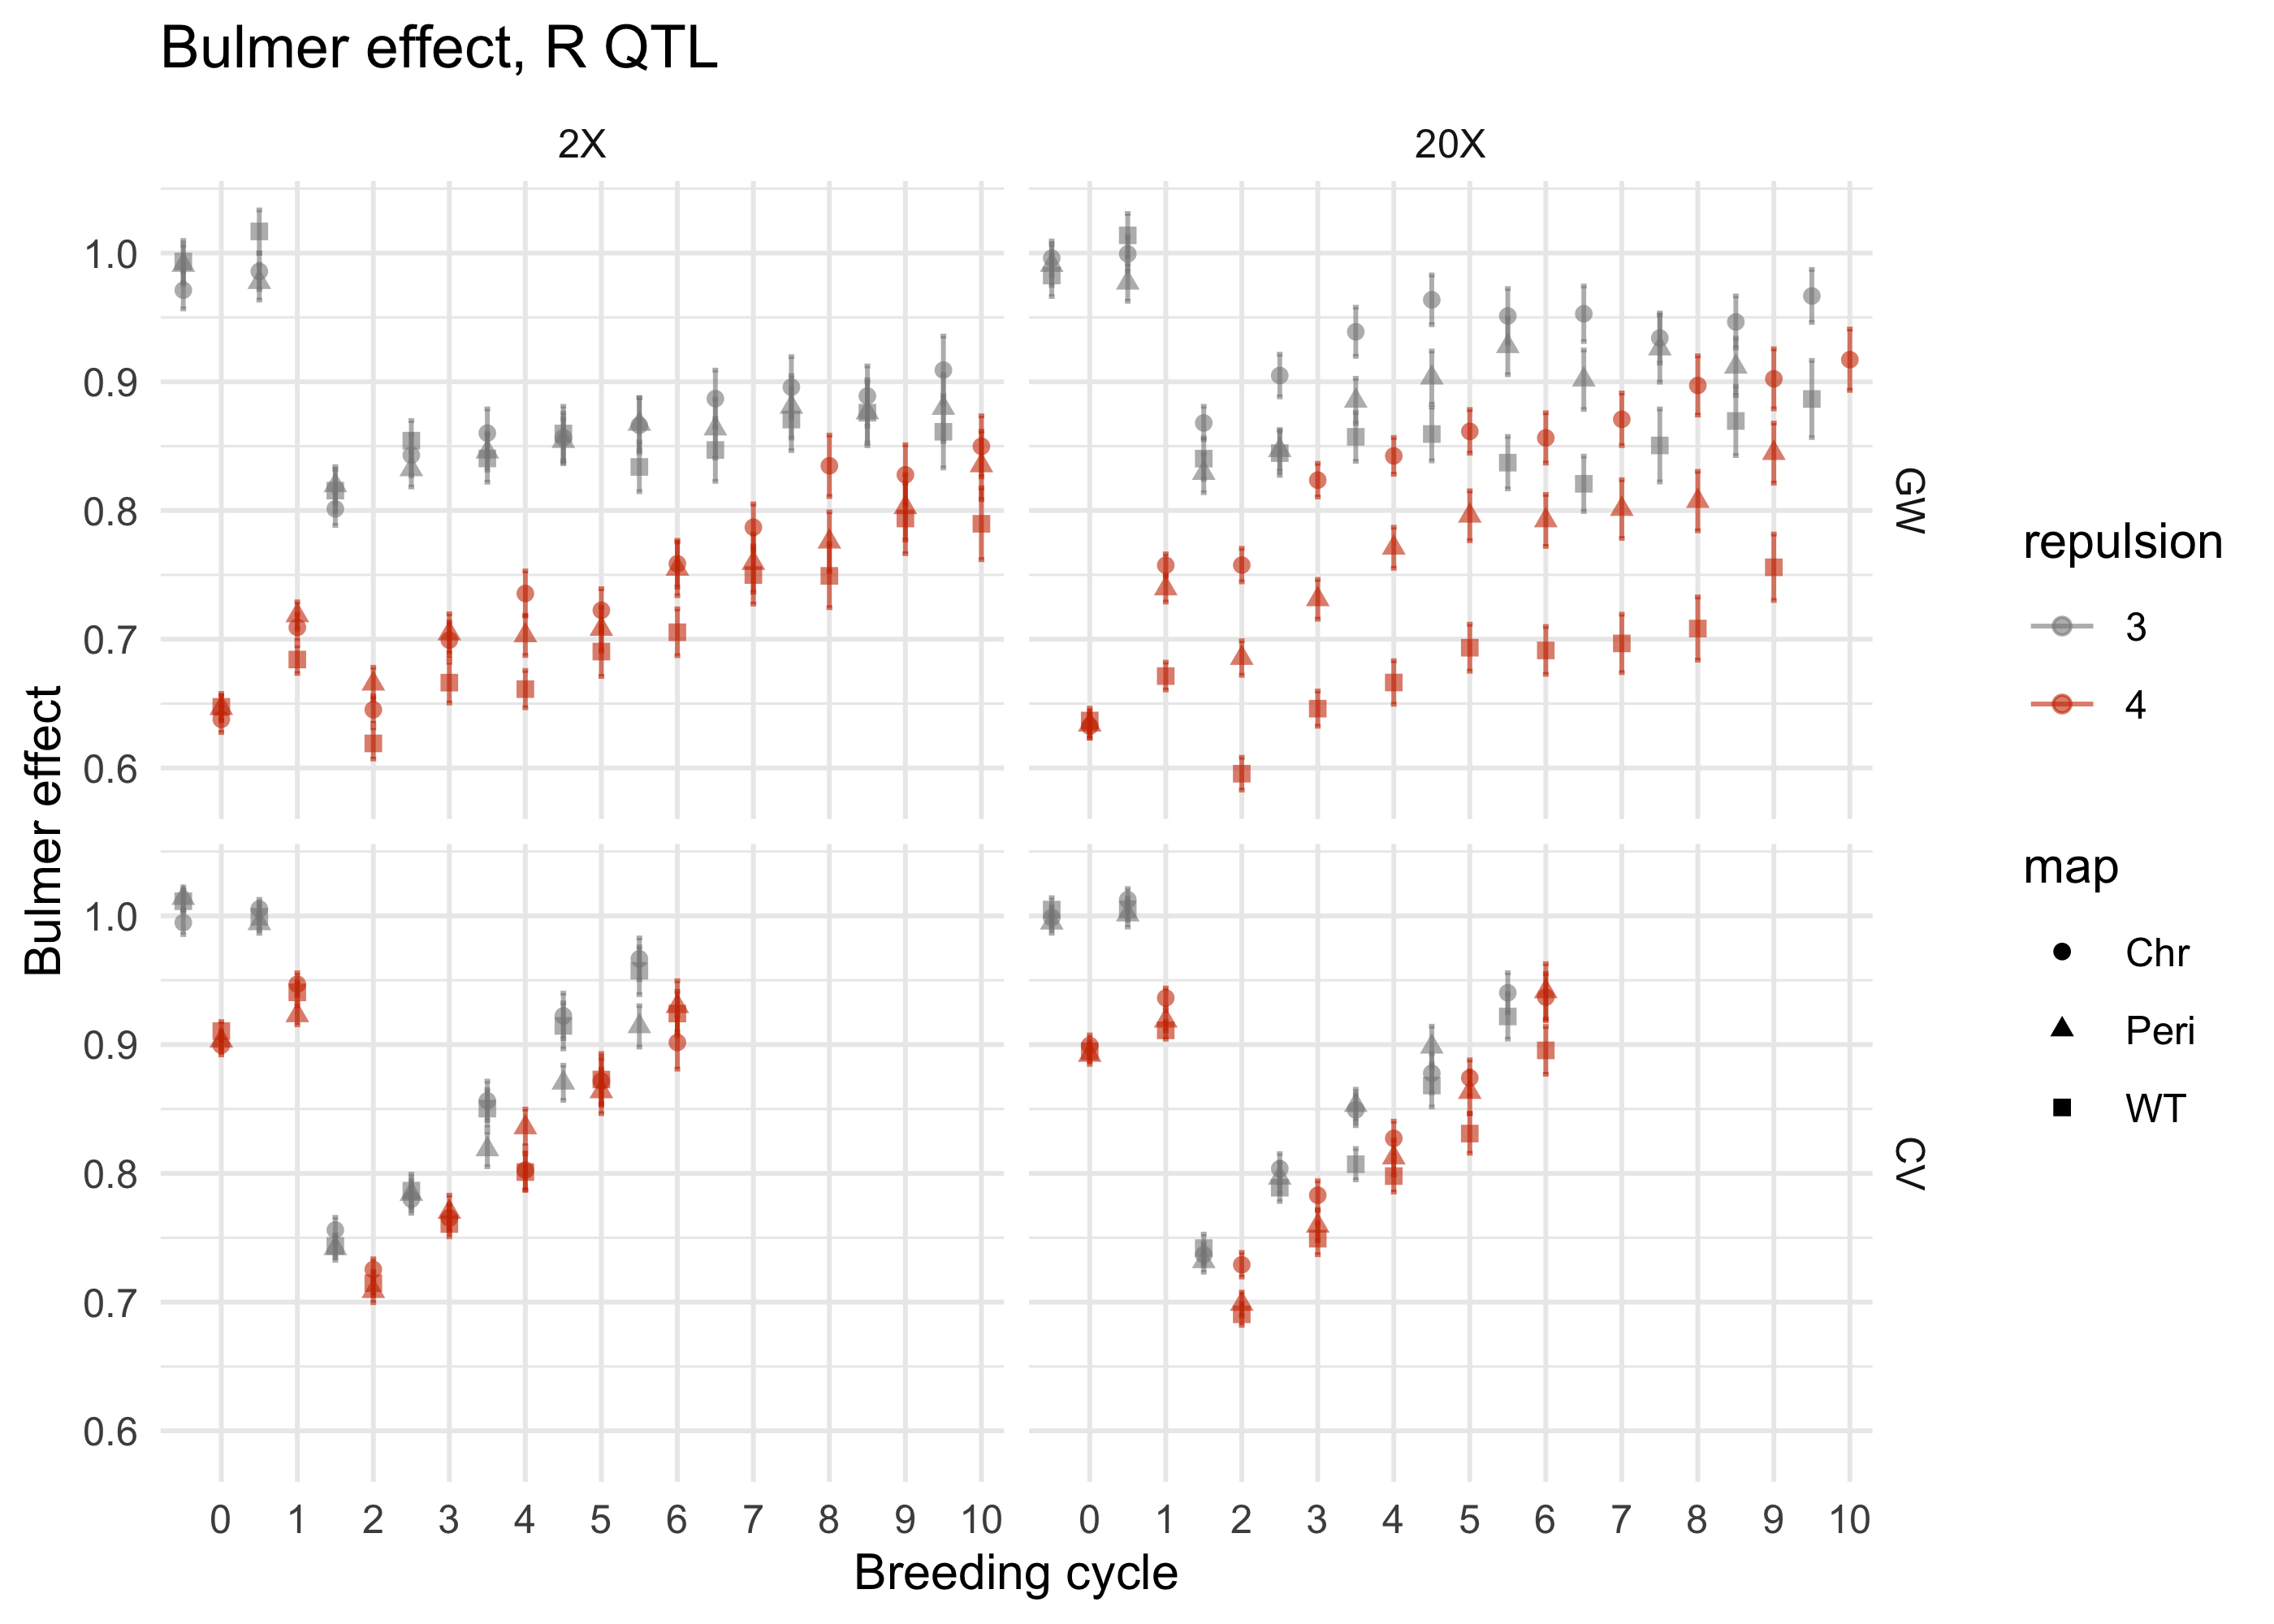 Bulmer effect, R QTL
2X 20X
1.0
0.9
0.8
0.7
0.6
GW
1.0
0.9
0.8
0.7
0.6
CV
Bulmer effect
0 1 2 3 4 5 6 7 8 9 10 0 1 2 3 4 5 6 7 8 9 10
Breeding cycle
repulsion
3
4
map
Chr
Peri
WT